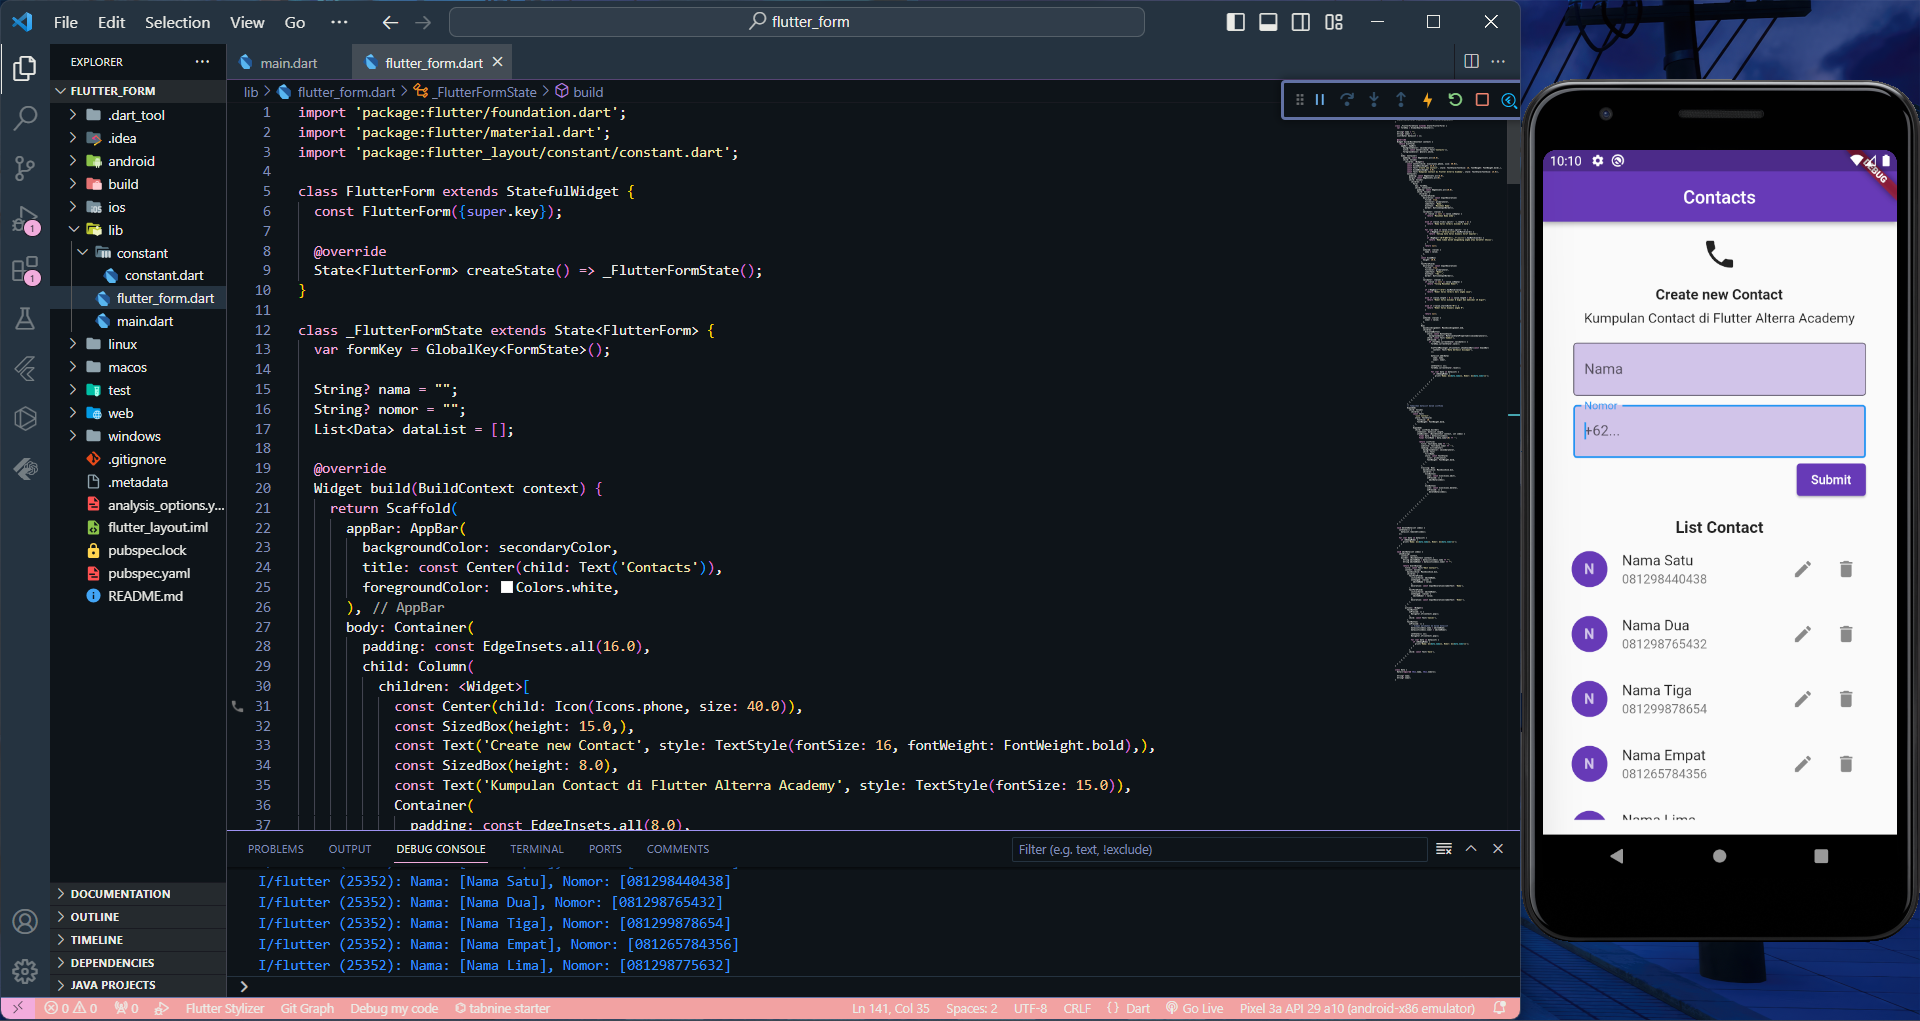 File Edit Selection View Go ···
flutter_form
EXPLORER ···
FLUTTER_FORM
.dart_tool
.idea
android
build
ios
lib
constant
constant.dart
flutter_form.dart
main.dart
linux
macos
test
web
windows
.gitignore
.metadata
analysis_options.y...
flutter_layout.iml
pubspec.lock
pubspec.yaml
README.md
DOCUMENTATION
OUTLINE
TIMELINE
DEPENDENCIES
JAVA PROJECTS
1
1
main.dart
flutter_form.dart
lib > flutter_form.dart > _FlutterFormState > build
1 import 'package:flutter/foundation.dart';
2 import 'package:flutter/material.dart';
3 import 'package:flutter_layout/constant/constant.dart';
4
5 class FlutterForm extends StatefulWidget {
6 const FlutterForm({super.key});
7
8 @override
9 State<FlutterForm> createState() => _FlutterFormState();
10 }
11
12 class _FlutterFormState extends State<FlutterForm> {
13 var formKey = GlobalKey<FormState>();
14
15 String? nama = "";
16 String? nomor = "";
17 List<Data> dataList = [];
18
19 @override
20 Widget build(BuildContext context) {
21 return Scaffold(
22 appBar: AppBar(
23 backgroundColor: secondaryColor,
24 title: const Center(child: Text('Contacts')),
25 foregroundColor: Colors.white,
26 ), // AppBar
27 body: Container(
28 padding: const EdgeInsets.all(16.0),
29 child: Column(
30 children: <Widget>[
31 const Center(child: Icon(Icons.phone, size: 40.0)),
32 const SizedBox(height: 15.0,),
33 const Text('Create new Contact', style: TextStyle(fontSize: 16, fontWeight: FontWeight.bold),),
34 const SizedBox(height: 8.0),
35 const Text('Kumpulan Contact di Flutter Alterra Academy', style: TextStyle(fontSize: 15.0)),
36 Container(
37 padding: const EdgeInsets.all(8.0),
PROBLEMS OUTPUT DEBUG CONSOLE TERMINAL PORTS COMMENTS
Filter (e.g. text, !exclude)
I/flutter (25352): Nama: [Nama Satu], Nomor: [081298440438]
I/flutter (25352): Nama: [Nama Dua], Nomor: [081298765432]
I/flutter (25352): Nama: [Nama Tiga], Nomor: [081299878654]
I/flutter (25352): Nama: [Nama Empat], Nomor: [081265784356]
I/flutter (25352): Nama: [Nama Lima], Nomor: [081298775632]
0 0 0 Flutter Stylizer Git Graph Debug my code tabnine starter Ln 141, Col 35 Spaces: 2 UTF-8 CRLF { } Dart Go Live Pixel 3a API 29 a10 (android-x86 emulator)
10:10
Contacts
Create new Contact
Kumpulan Contact di Flutter Alterra Academy
Nama
Nomor
+62...
Submit
List Contact
N
Nama Satu
081298440438
N
Nama Dua
081298765432
N
Nama Tiga
081299878654
N
Nama Empat
081265784356
Nama Lima